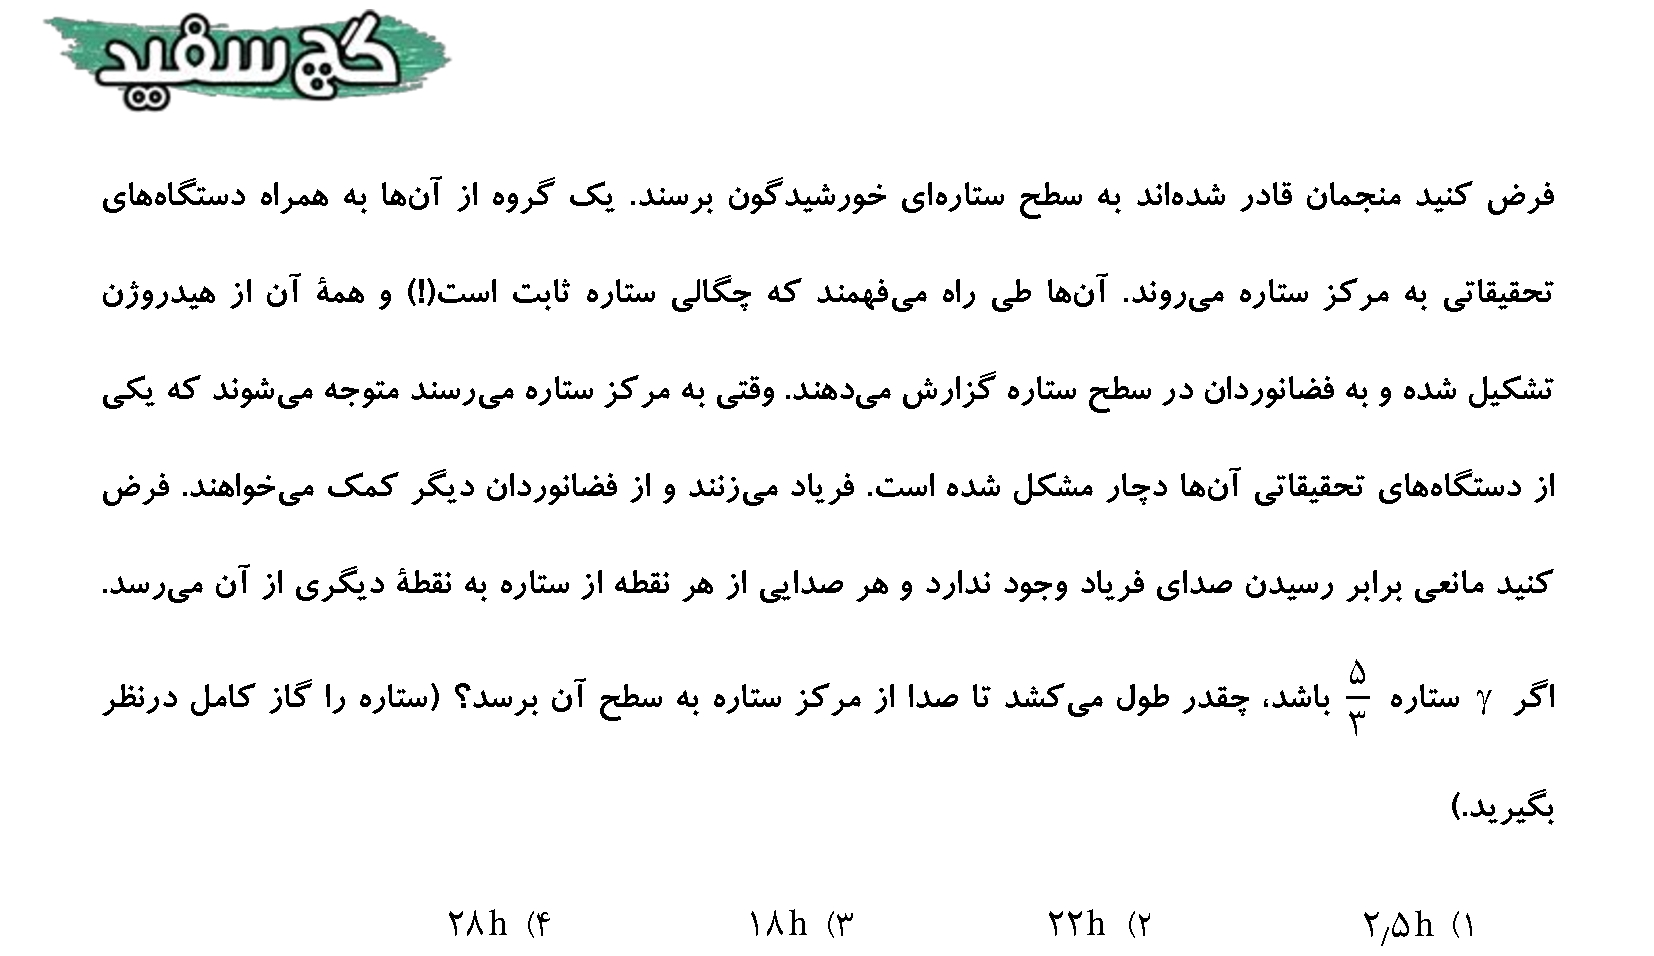 گچ سفید
فرض کنید منجمان قادر شده‌اند به سطح ستاره‌ای خورشیدگون برسند. یک گروه از آن‌ها به همراه دستگاه‌های
تحقیقاتی به مرکز ستاره می‌روند. آن‌ها طی راه می‌فهمند که چگالی ستاره ثابت است(!) و همهٔ آن از هیدروژن
تشکیل شده و به فضانوردان در سطح ستاره گزارش می‌دهند. وقتی به مرکز ستاره می‌رسند متوجه می‌شوند که یکی
از دستگاه‌های تحقیقاتی آن‌ها دچار مشکل شده است. فریاد می‌زنند و از فضانوردان دیگر کمک می‌خواهند. فرض
کنید مانعی برابر رسیدن صدای فریاد وجود ندارد و هر صدایی از هر نقطه از ستاره به نقطهٔ دیگری از آن می‌رسد.
اگر γ ستاره ۵/۳ باشد، چقدر طول می‌کشد تا صدا از مرکز ستاره به سطح آن برسد؟ (ستاره را گاز کامل درنظر
بگیرید.)
۱) ۲٫۵h ۲) ۲۲h ۳) ۱۸h ۴) ۲۸h